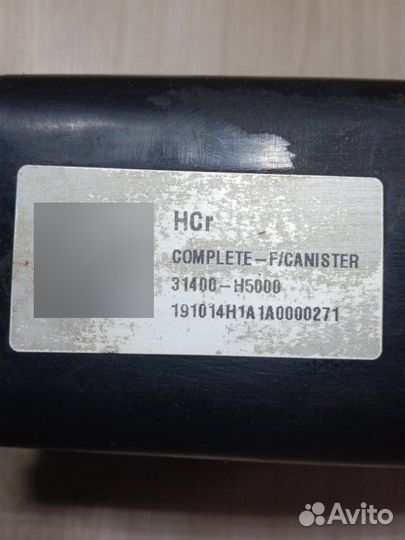 HCr
COMPLETE-F/CANISTER
31400-H5000
191014H1A1A0000271
Avito